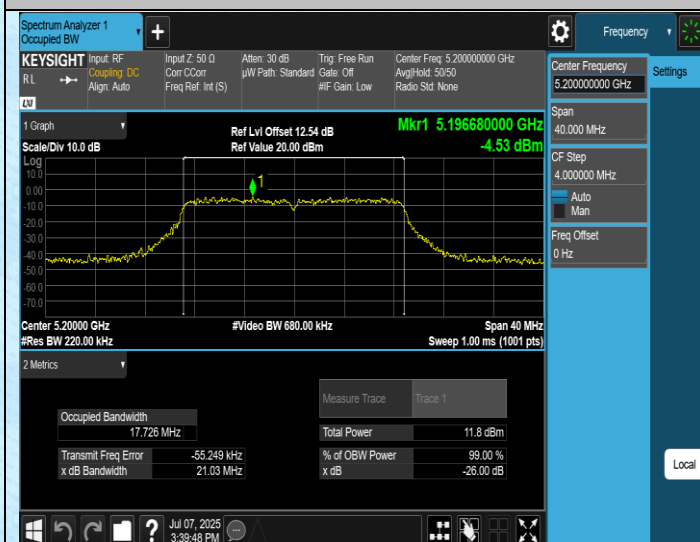 Spectrum Analyzer 1
Occupied BW
Frequency
KEYSIGHT
Input: RF
Input Z: 50 Ω
Atten: 30 dB
Trig: Free Run
Center Freq: 5.200000000 GHz
RL
Coupling: DC
Corr CCorr
µW Path: Standard
Gate: Off
Avg|Hold: 50/50
Align: Auto
Freq Ref: Int (S)
#IF Gain: Low
Radio Std: None
LXI
Center Frequency
5.20000000 GHz
Settings
Span
40.000 MHz
CF Step
4.000000 MHz
Auto
Man
Freq Offset
0 Hz
1 Graph
Ref Lvl Offset 12.54 dB
Mkr1 5.196680000 GHz
Scale/Div 10.0 dB
Ref Value 20.00 dBm
-4.53 dBm
Log
10.0
0.00
-10.0
-20.0
-30.0
-40.0
-50.0
-60.0
-70.0
1
Center 5.20000 GHz
#Video BW 680.00 kHz
Span 40 MHz
#Res BW 220.00 kHz
Sweep 1.00 ms (1001 pts)
2 Metrics
Measure Trace
Trace 1
Occupied Bandwidth
17.726 MHz
Total Power
11.8 dBm
Transmit Freq Error
-55.249 kHz
% of OBW Power
99.00 %
x dB Bandwidth
21.03 MHz
x dB
-26.00 dB
Local
Jul 07, 2025
3:39:48 PM